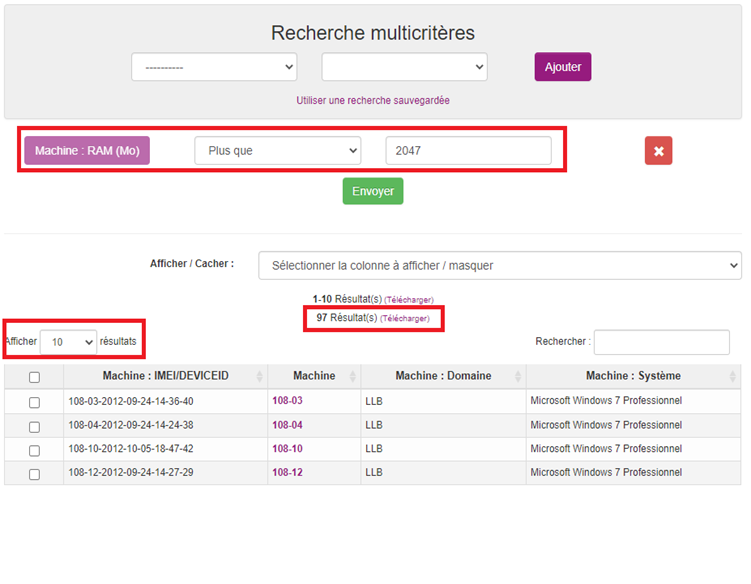 Recherche multicritères
----------
Ajouter
Utiliser une recherche sauvegardée
Machine : RAM (Mo) Plus que 2047
Envoyer
Afficher / Cacher : Sélectionner la colonne à afficher / masquer
1-10 Résultat(s) (Télécharger)
97 Résultat(s) (Télécharger)
Afficher 10 résultats Rechercher :
Machine : IMEI/DEVICEID Machine Machine : Domaine Machine : Système
108-03-2012-09-24-14-36-40 108-03 LLB Microsoft Windows 7 Professionnel
108-04-2012-09-24-14-24-38 108-04 LLB Microsoft Windows 7 Professionnel
108-10-2012-10-05-18-47-42 108-10 LLB Microsoft Windows 7 Professionnel
108-12-2012-09-24-14-27-29 108-12 LLB Microsoft Windows 7 Professionnel